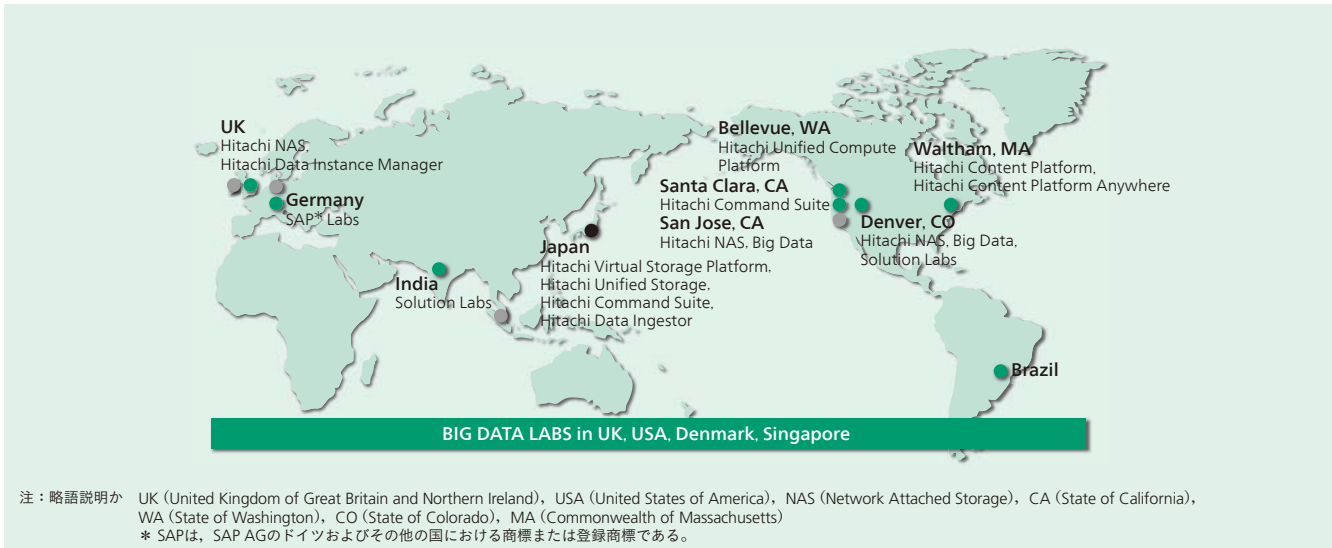 UK
Hitachi NAS,
Hitachi Data Instance Manager
Germany
SAP* Labs
India
Solution Labs
Japan
Hitachi Virtual Storage Platform,
Hitachi Unified Storage,
Hitachi Command Suite,
Hitachi Data Ingestor
Bellevue, WA
Hitachi Unified Compute
Platform
Santa Clara, CA
Hitachi Command Suite
San Jose, CA
Hitachi NAS, Big Data
Waltham, MA
Hitachi Content Platform,
Hitachi Content Platform Anywhere
Denver, CO
Hitachi NAS, Big Data,
Solution Labs
Brazil
BIG DATA LABS in UK, USA, Denmark, Singapore
注：略語説明か UK（United Kingdom of Great Britain and Northern Ireland），USA（United States of America），NAS（Network Attached Storage），CA（State of California），
WA（State of Washington），CO（State of Colorado），MA（Commonwealth of Massachusetts）
＊ SAPは，SAP AGのドイツおよびその他の国における商標または登録商標である。